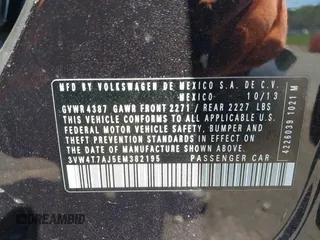 MFD. BY VOLKSWAGEN DE MEXICO S.A. DE C.V.
MEXICO 10/13
GVWR 4387 GAWR FRONT 2271 / REAR 2227 LBS
THIS VEHICLE CONFORMS TO ALL APPLICABLE
FEDERAL MOTOR VEHICLE SAFETY, BUMPER AND
THEFT PREVENTION STANDARDS IN EFFECT ON
THE DATE OF MANUFACTURE SHOWN ABOVE.
3VW4T7AJ5EM382195 PASSENGER CAR
4226039 1021 M
DREAMBID